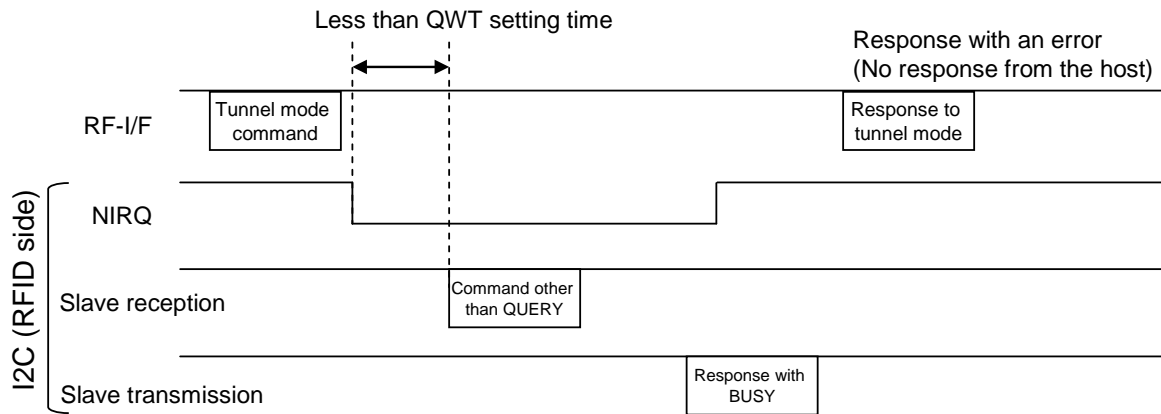 Less than QWT setting time
Response with an error
(No response from the host)
RF-I/F
Tunnel mode
command
Response to
tunnel mode
I2C (RFID side)
NIRQ
Slave reception
Command other
than QUERY
Slave transmission
Response with
BUSY